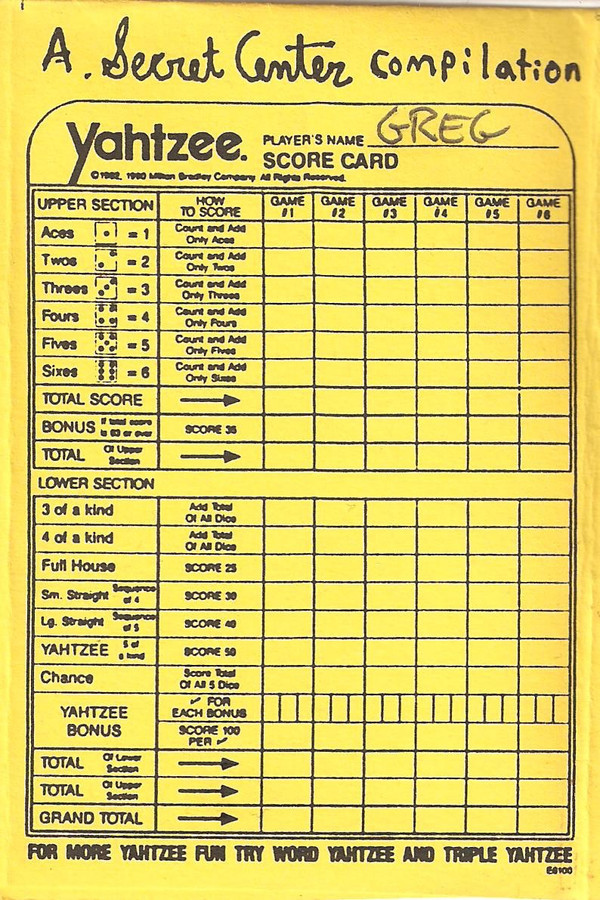 A. Secret Center compilation
Yahtzee.
PLAYER'S NAME GREG
SCORE CARD
©1982, 1990 Milton Bradley Company All Rights Reserved.
UPPER SECTION HOW TO SCORE GAME #1 GAME #2 GAME #3 GAME #4 GAME #5 GAME #6
Aces = 1 Count and Add Only Aces
Twos = 2 Count and Add Only Twos
Threes = 3 Count and Add Only Threes
Fours = 4 Count and Add Only Fours
Fives = 5 Count and Add Only Fives
Sixes = 6 Count and Add Only Sixes
TOTAL SCORE
BONUS If total score is 63 or over SCORE 35
TOTAL Of Upper Section
LOWER SECTION
3 of a kind Add Total Of All Dice
4 of a kind Add Total Of All Dice
Full House SCORE 25
Sm. Straight Sequence of 4 SCORE 30
Lg. Straight Sequence of 5 SCORE 40
YAHTZEE 5 of a kind SCORE 50
Chance Score Total Of All 5 Dice
YAHTZEE BONUS ✓ FOR EACH BONUS
SCORE 100 PER ✓
TOTAL Of Lower Section
TOTAL Of Upper Section
GRAND TOTAL
FOR MORE YAHTZEE FUN TRY WORD YAHTZEE AND TRIPLE YAHTZEE
E6100